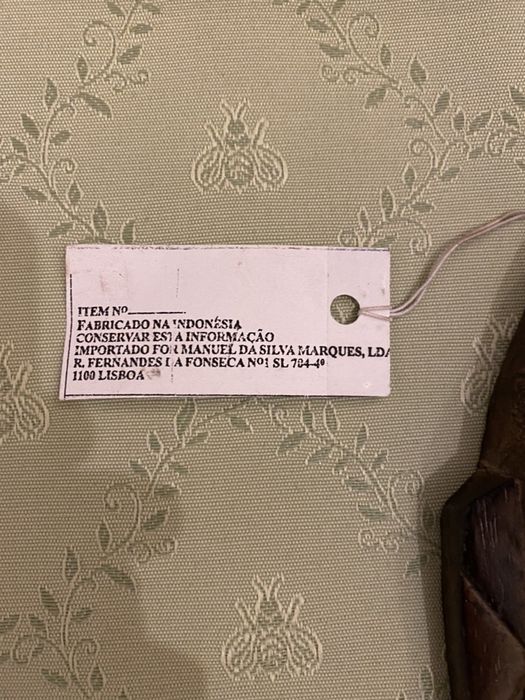 ITEM Nº
FABRICADO NA INDONÉSIA
CONSERVAR ESTA INFORMAÇÃO
IMPORTADO FOR MANUEL DA SILVA MARQUES, LDA
R. FERNANDES DA FONSECA Nº1 SL 704-4º
1100 LISBOA